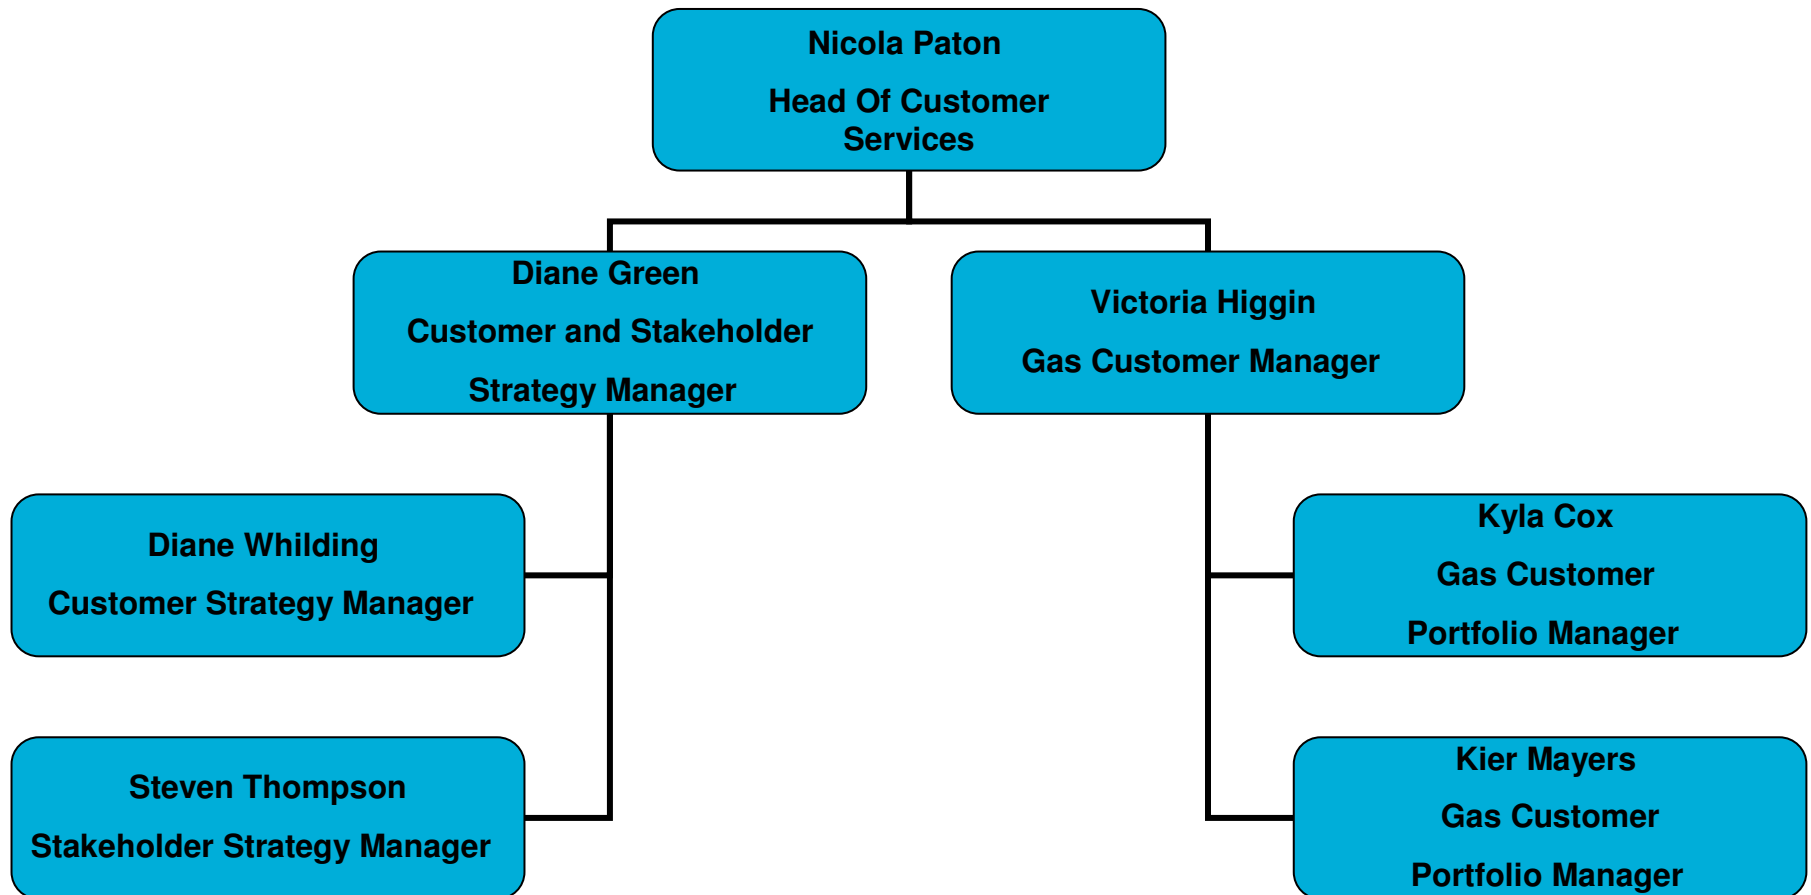 Nicola Paton
Head Of Customer
Services
Diane Green
Customer and Stakeholder
Strategy Manager
Victoria Higgin
Gas Customer Manager
Diane Whilding
Customer Strategy Manager
Kyla Cox
Gas Customer
Portfolio Manager
Steven Thompson
Stakeholder Strategy Manager
Kier Mayers
Gas Customer
Portfolio Manager